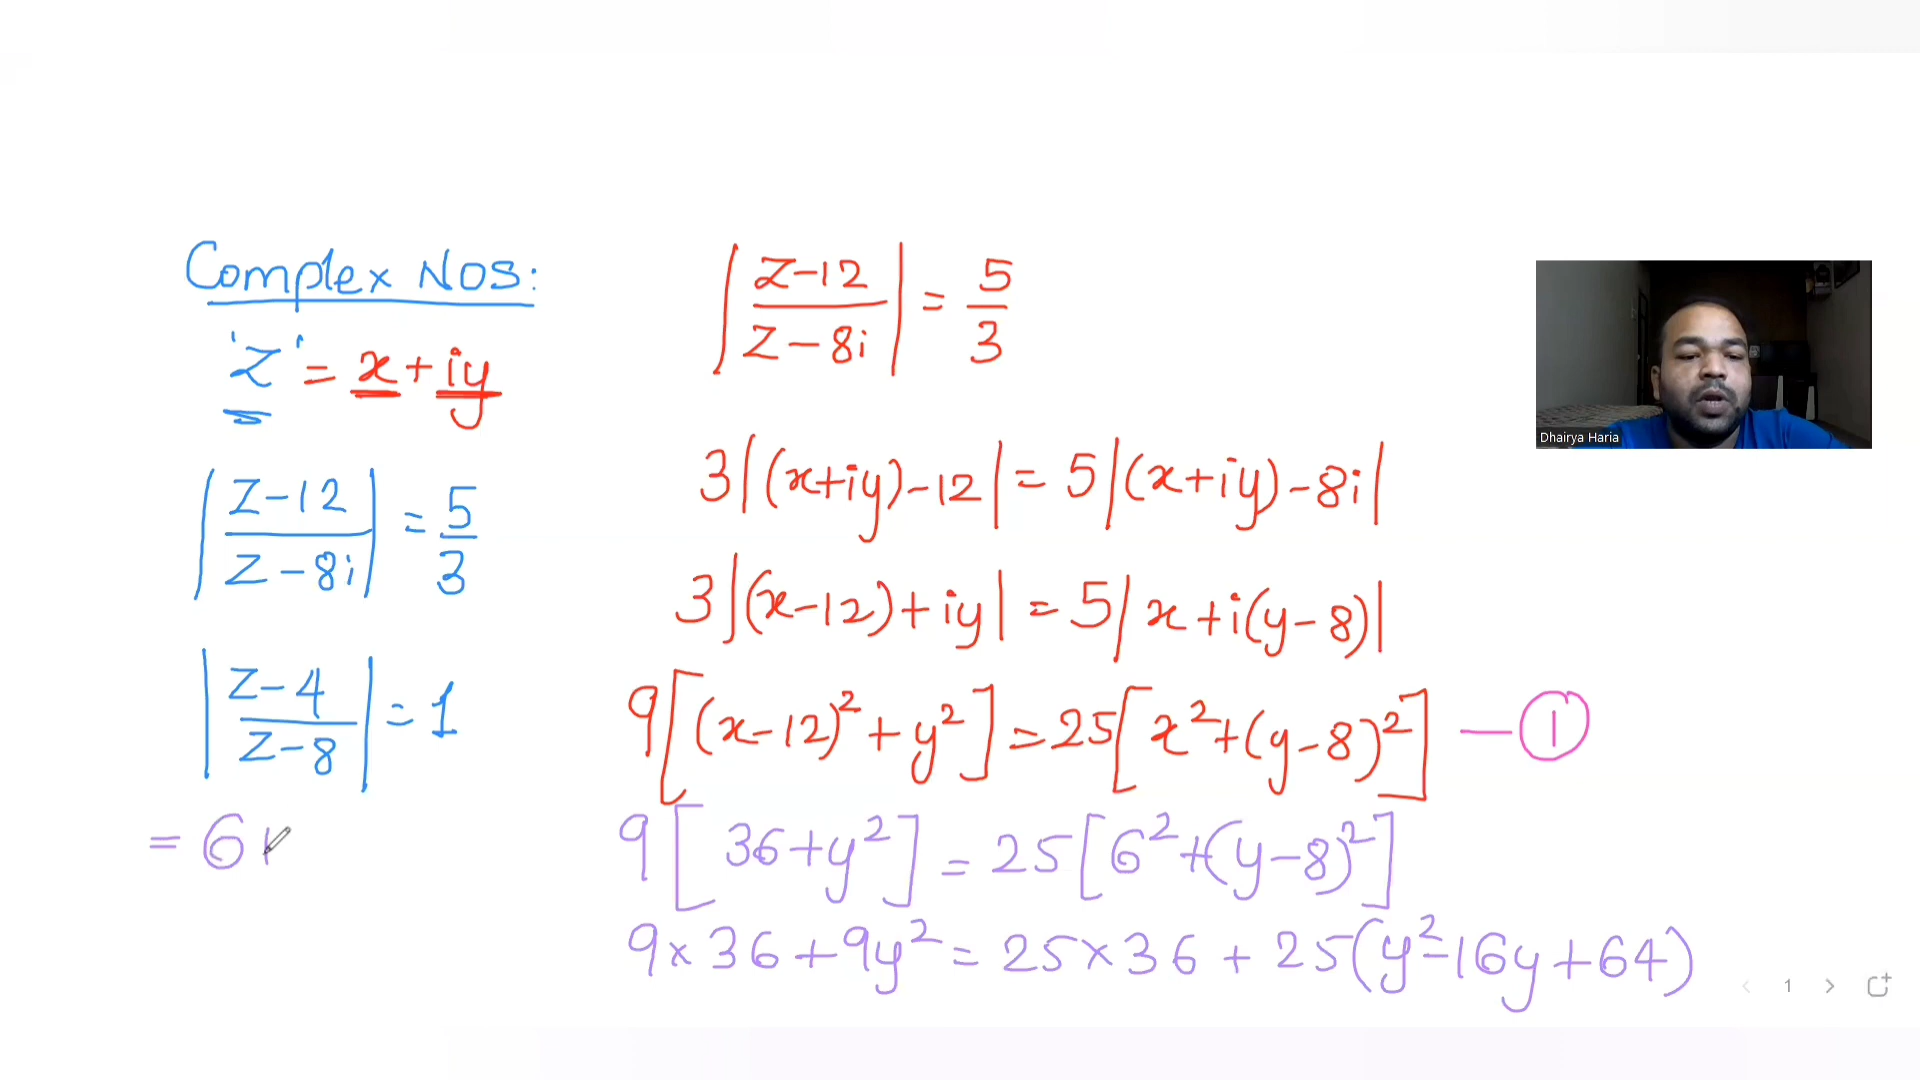 Complex Nos:
'z' = x + iy
|z-12 / z-8i| = 5/3
|z-4 / z-8| = 1
= 6
|z-12 / z-8i| = 5/3
3|(x+iy)-12| = 5|(x+iy)-8i|
3|(x-12)+iy| = 5|x+i(y-8)|
9[(x-12)²+y²] = 25[x²+(y-8)²] — ①
9[36+y²] = 25[6²+(y-8)²]
9×36+9y² = 25×36 + 25(y²-16y+64)
Dhairya Haria
1